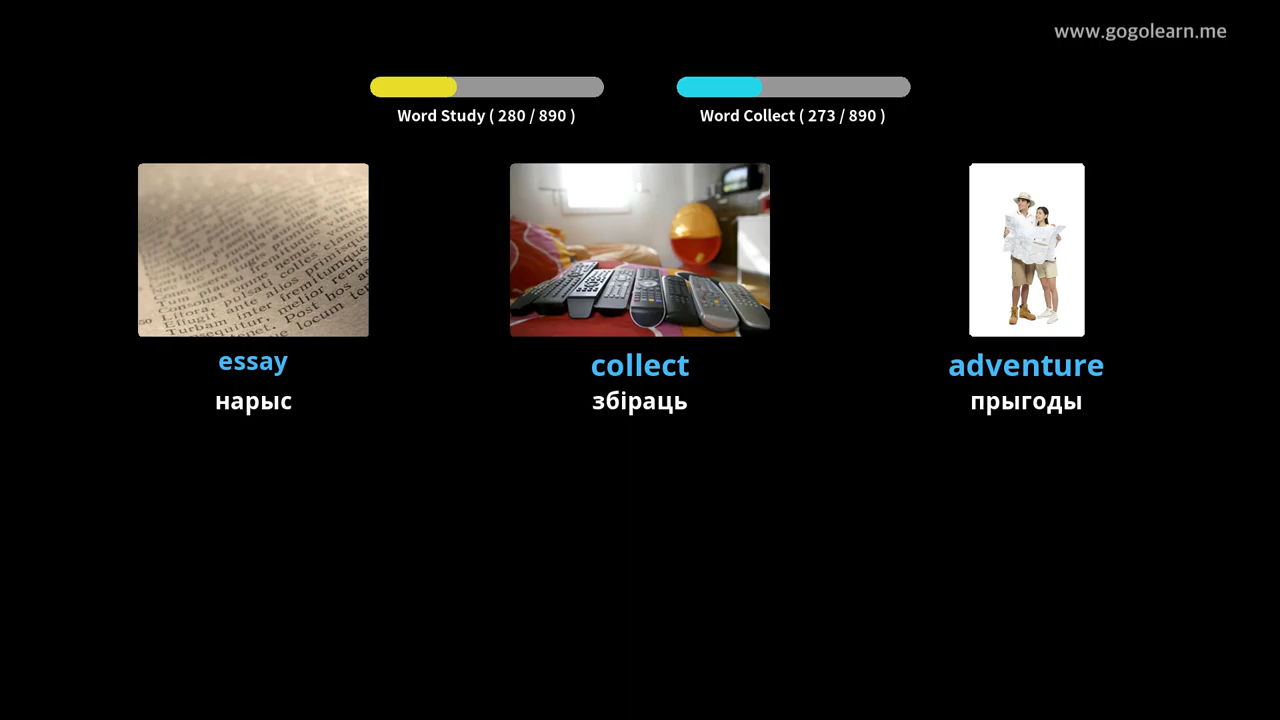 www.gogolearn.me
Word Study ( 280 / 890 )
Word Collect ( 273 / 890 )
essay
collect
adventure
нарыс
збіраць
прыгоды